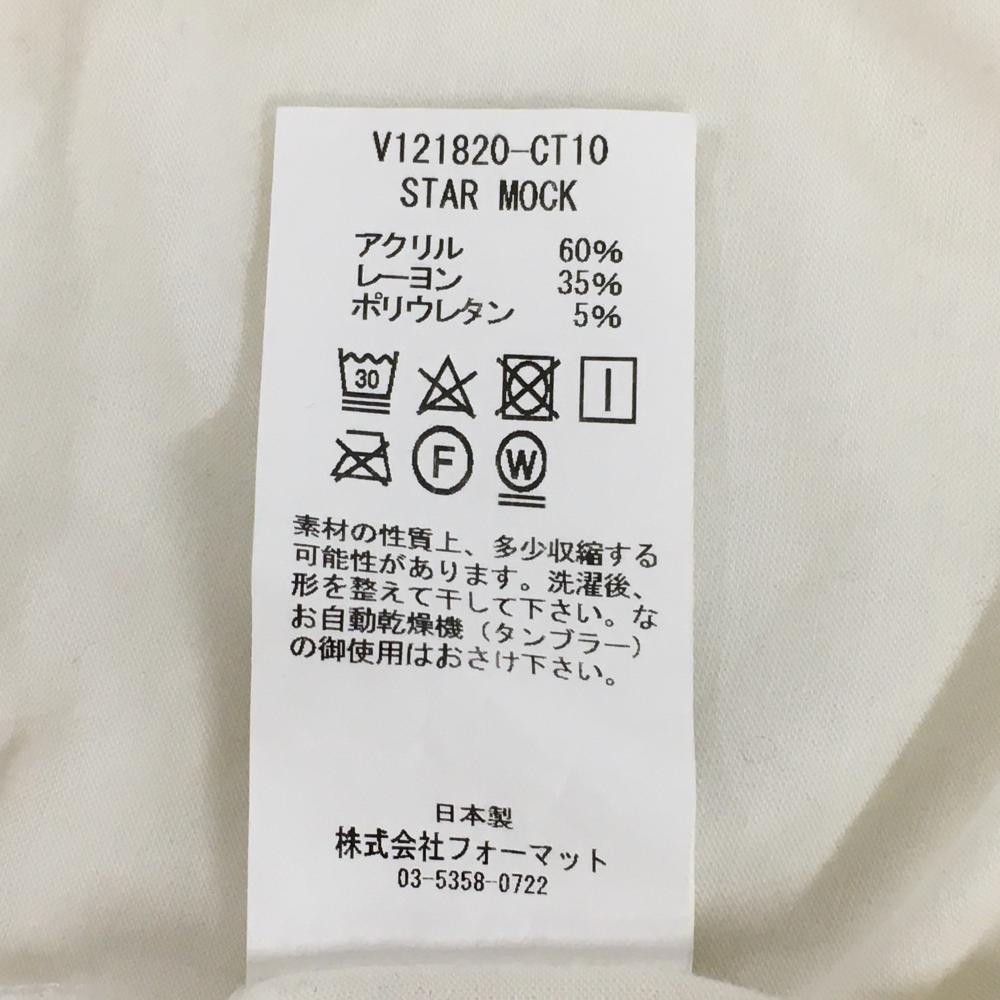 V121820-CT10
STAR MOCK
アクリル 60%
レーヨン 35%
ポリウレタン 5%
30
F
W
素材の性質上、多少収縮する
可能性があります。洗濯後、
形を整えて干して下さい。な
お自動乾燥機(タンブラー)
の御使用はおさけ下さい。
日本製
株式会社フォーマット
03-5358-0722